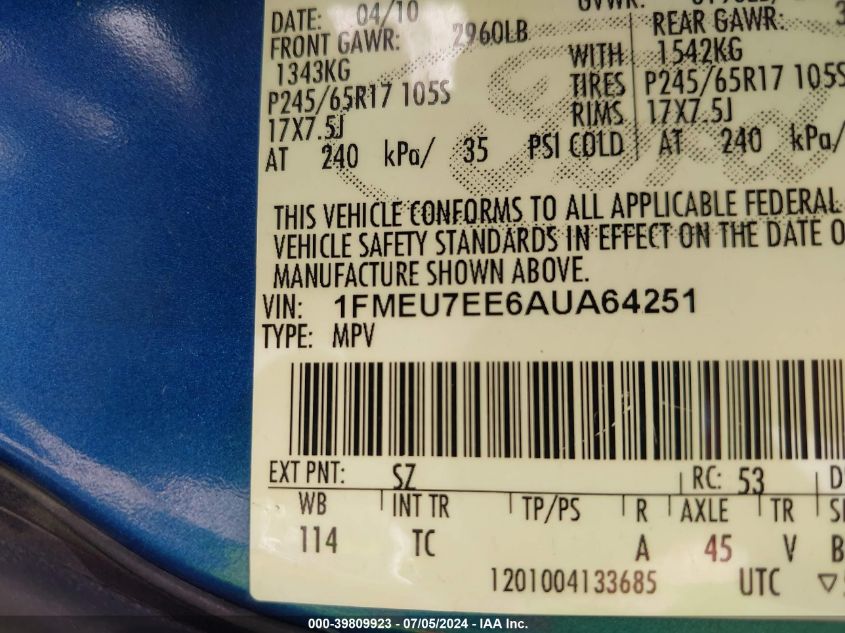 DATE: 04/10 GVWR:
FRONT GAWR: 2960LB REAR GAWR:
1343KG WITH 1542KG
P245/65R17 105S TIRES P245/65R17 105S
17X7.5J RIMS 17X7.5J
AT 240 kPa/ 35 PSI COLD AT 240 kPa/
THIS VEHICLE CONFORMS TO ALL APPLICABLE FEDERAL
VEHICLE SAFETY STANDARDS IN EFFECT ON THE DATE O
MANUFACTURE SHOWN ABOVE.
VIN: 1FMEU7EE6AUA64251
TYPE: MPV
EXT PNT: SZ RC: 53
WB INT TR TP/PS R AXLE TR
114 TC A 45 V B
1201004133685 UTC
000-39809923 - 07/05/2024 - IAA Inc.